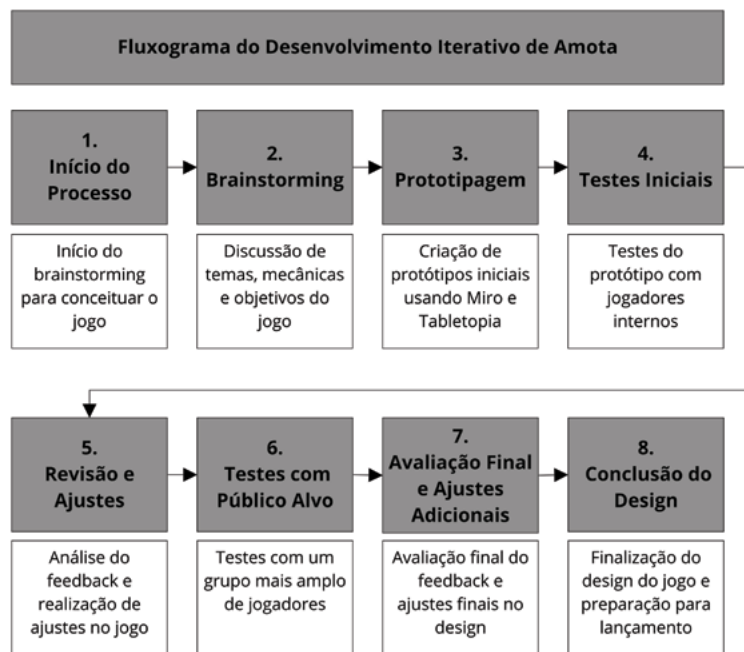 Fluxograma do Desenvolvimento Iterativo de Amota
1.
Início do
Processo
2.
Brainstorming
3.
Prototipagem
4.
Testes Iniciais
Início do
brainstorming
para conceituar o
jogo
Discussão de
temas, mecânicas
e objetivos do
jogo
Criação de
protótipos iniciais
usando Miro e
Tabletopia
Testes do
protótipo com
jogadores
internos
5.
Revisão e
Ajustes
6.
Testes com
Público Alvo
7.
Avaliação Final
e Ajustes
Adicionais
8.
Conclusão do
Design
Análise do
feedback e
realização de
ajustes no jogo
Testes com um
grupo mais amplo
de jogadores
Avaliação final do
feedback e
ajustes finais no
design
Finalização do
design do jogo e
preparação para
lançamento